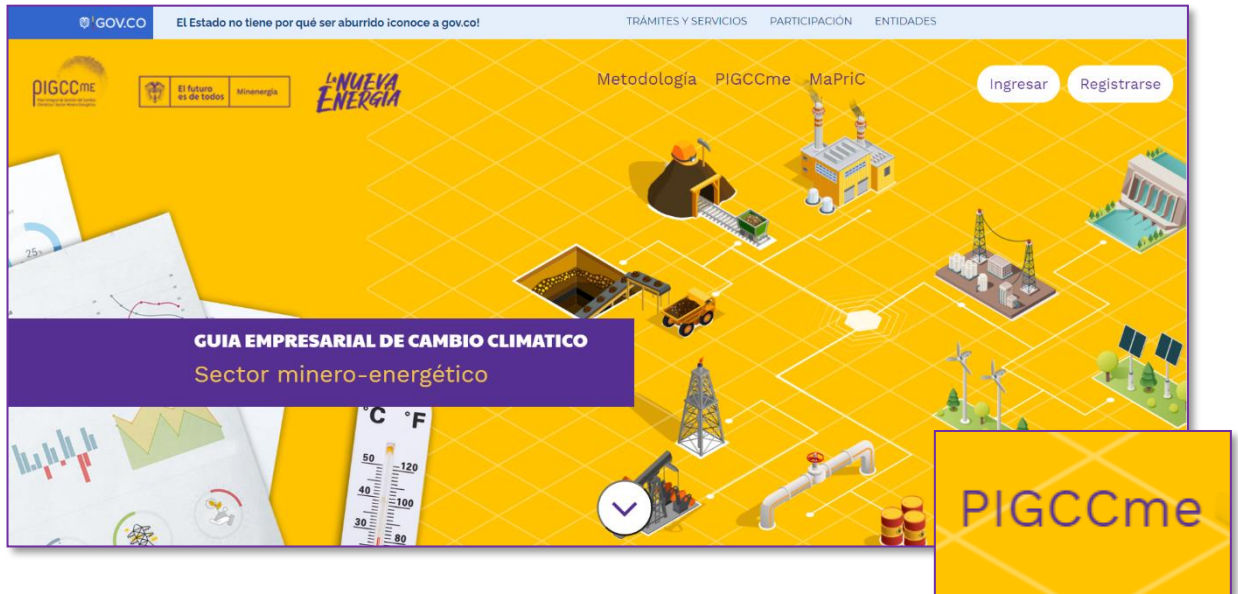 GOV.CO
El Estado no tiene por qué ser aburrido ¡conoce a gov.co!
TRÁMITES Y SERVICIOS PARTICIPACIÓN ENTIDADES
PIGCCme
El futuro
es de todos
Minenergía
La NUEVA
ENERGÍA
Metodología PIGCCme MaPriC
Ingresar Registrarse
25
GUIA EMPRESARIAL DE CAMBIO CLIMATICO
Sector minero-energético
°C °F
50 120
40 100
30 80
PIGCCme